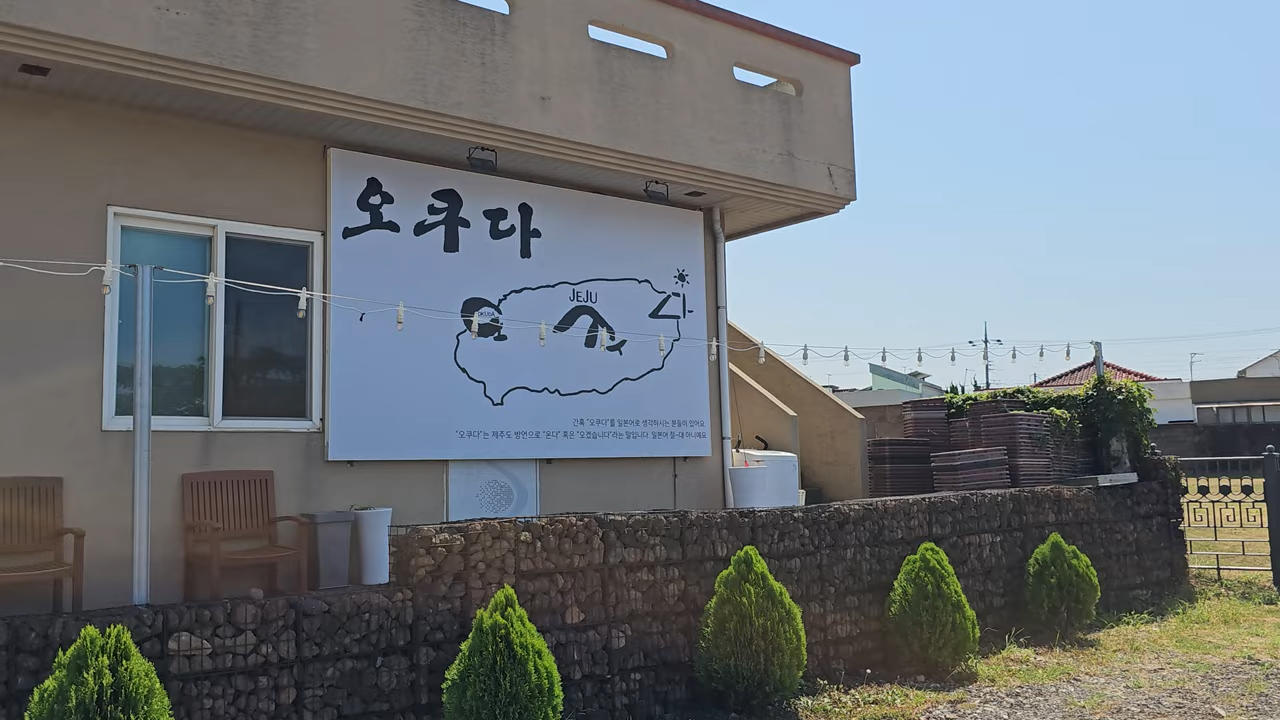 오쿠다
JEJU
OKUDA
간혹 "오쿠다"를 일본어로 생각하시는 분들이 있어요.
"오쿠다"는 제주도 방언으로 "온다" 혹은 "오겠습니다"라는 말입니다. 일본어 절~대 아니에요